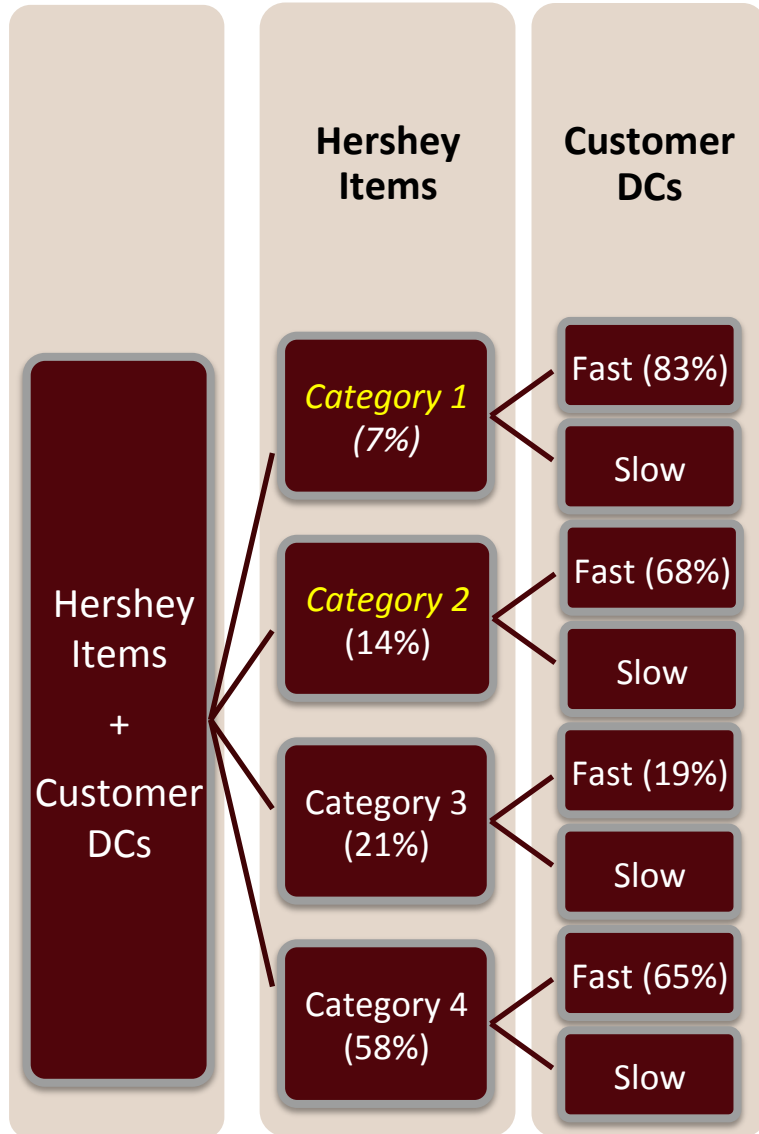 Hershey
Items
Customer
DCs
Hershey
Items
+
Customer
DCs
Category 1
(7%)
Fast (83%)
Slow
Category 2
(14%)
Fast (68%)
Slow
Category 3
(21%)
Fast (19%)
Slow
Category 4
(58%)
Fast (65%)
Slow